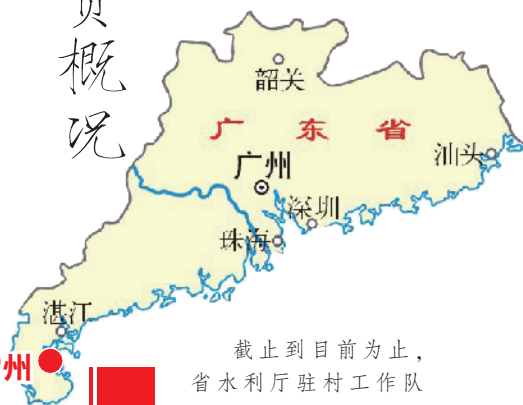 概况
韶关
广东省
汕头
广州
深圳
珠海
湛江
州
截止到目前为止，
省水利厅驻村工作队